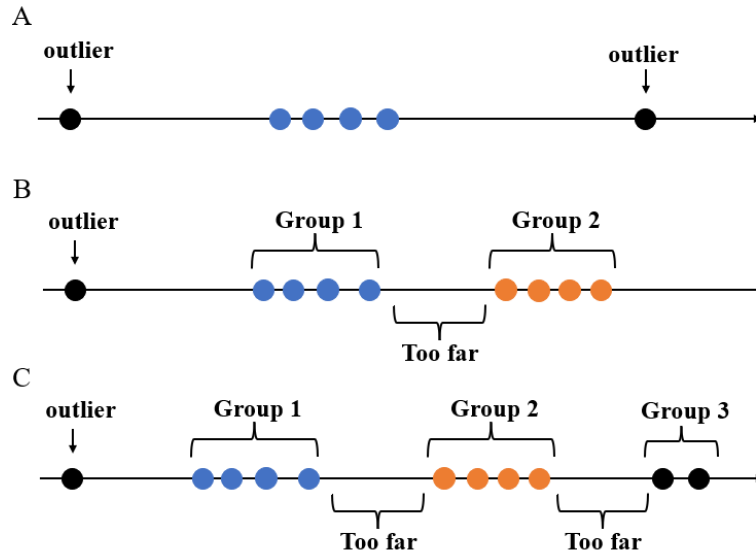 A
outlier
outlier
B
outlier
Group 1
Group 2
Too far
C
outlier
Group 1
Group 2
Group 3
Too far
Too far